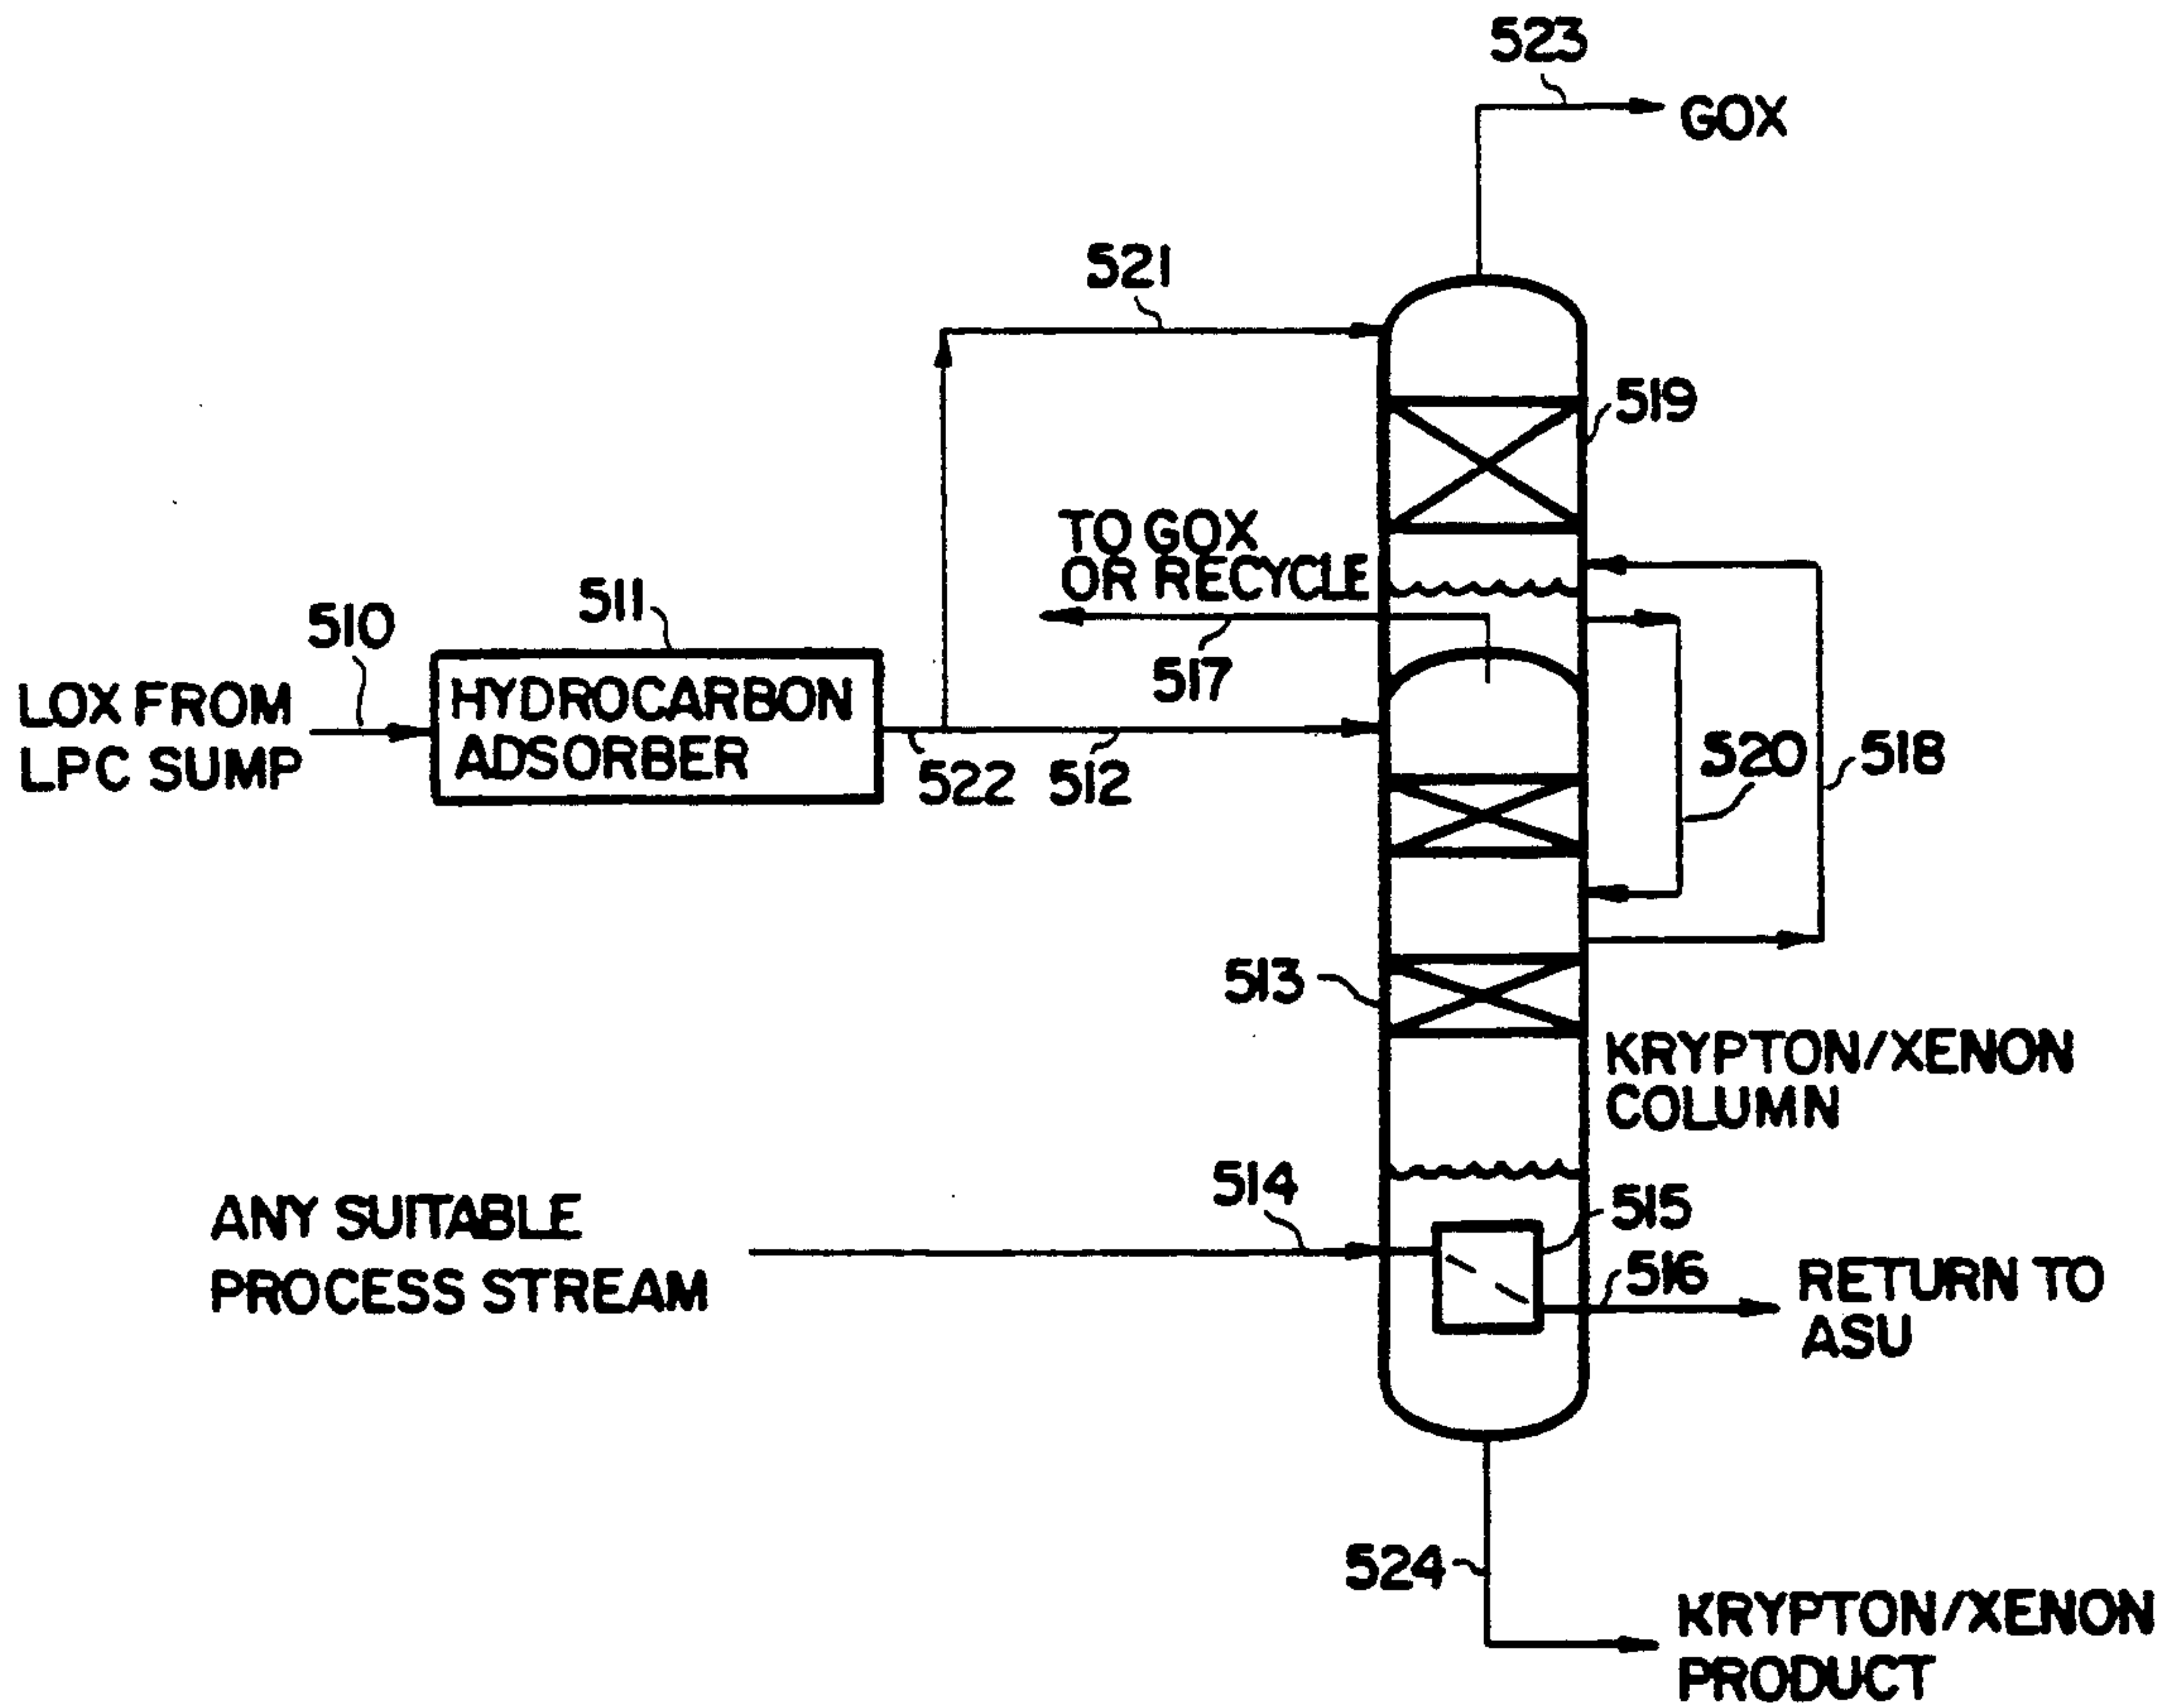 523
GOX
521
519
TO GOX
OR RECYCLE
511
510
517
LOX FROM
LPC SUMP
HYDROCARBON
ADSORBER
522
512
520
518
513
KRYPTON/XENON
COLUMN
514
515
ANY SUITABLE
PROCESS STREAM
516
RETURN TO
ASU
524
KRYPTON/XENON
PRODUCT